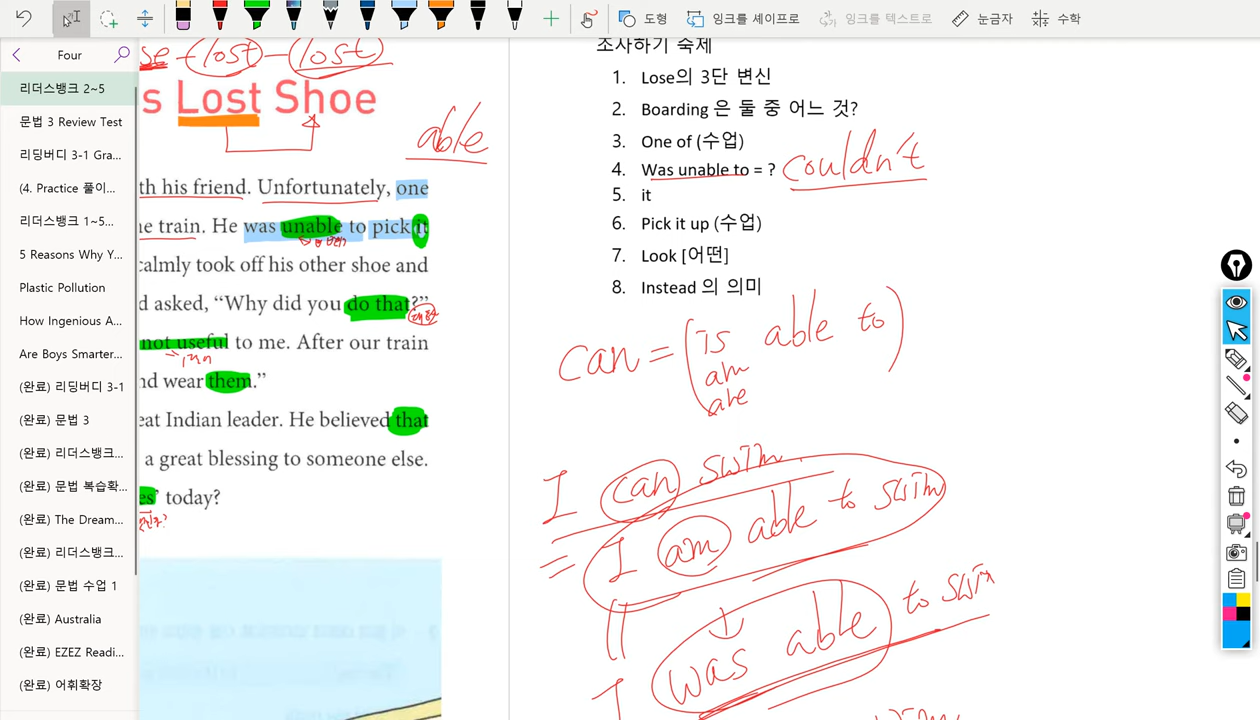 도형 잉크를 셰이프로 잉크를 텍스트로 눈금자 수학
Four
리더스뱅크 2~5
문법 3 Review Test
리딩버디 3-1 Gra...
(4. Practice 풀이...
리더스뱅크 1~5...
5 Reasons Why Y...
Plastic Pollution
How Ingenious A...
Are Boys Smarter...
(완료) 리딩버디 3-1
(완료) 문법 3
(완료) 리더스뱅크...
(완료) 문법 복습확...
(완료) The Dream...
(완료) 리더스뱅크...
(완료) 문법 수업 1
(완료) Australia
(완료) EZEZ Readi...
(완료) 어휘확장
se - lost - lost
s Lost Shoe
able
th his friend. Unfortunately, one
ne train. He was unable to pick it
calmly took off his other shoe and
d asked, “Why did you do that?”
not useful to me. After our train
nd wear them.”
eat Indian leader. He believed that
a great blessing to someone else.
es’ today?
조사하기 숙제
1. Lose의 3단 변신
2. Boarding 은 둘 중 어느 것?
3. One of (수업)
4. Was unable to = ? couldn't
5. it
6. Pick it up (수업)
7. Look [어떤]
8. Instead 의 의미
can = (is able to)
am
are
I can swim.
= I am able to swim
I was able to swim